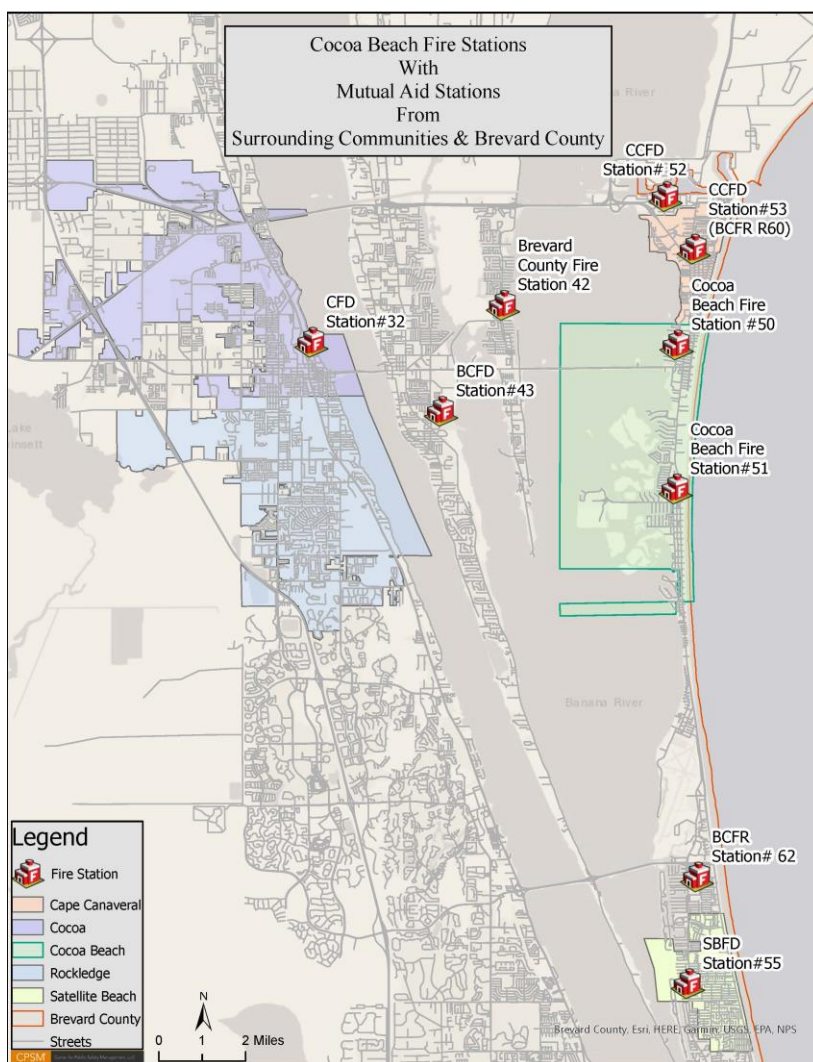 Cocoa Beach Fire Stations
With
Mutual Aid Stations
From
Surrounding Communities & Brevard County
River
CCFD
Station# 52
CCFD
Station#53
(BCFR R60)
Brevard
County Fire
Station 42
Cocoa
Beach Fire
Station #50
CFD
Station#32
BCFD
Station#43
Lake
Cocoa
Beach Fire
Station#51
Banana River
BCFR
Station# 62
SBFD
Station#55
Legend
Fire Station
Cape Canaveral
Cocoa
Cocoa Beach
Rockledge
Satellite Beach
Brevard County
Streets
N
0 1 2 Miles
Brevard County, Esri, HERE, Garmin, USGS, EPA, NPS
CPSM